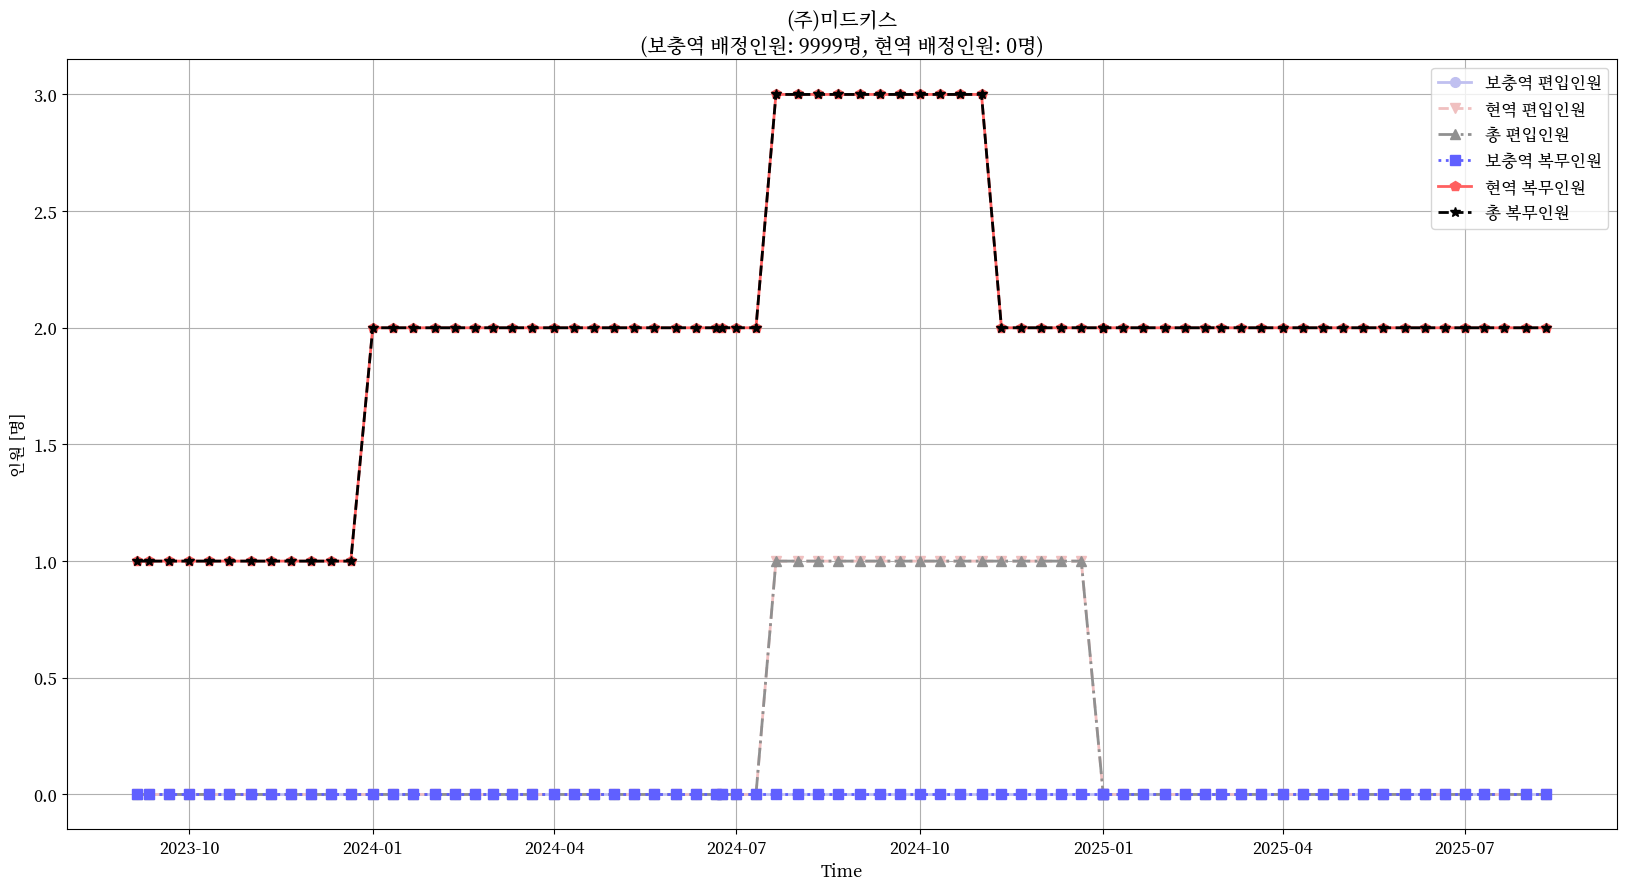 (주)미드키스
(보충역 배정인원: 9999명, 현역 배정인원: 0명)
보충역 편입인원
현역 편입인원
총 편입인원
보충역 복무인원
현역 복무인원
총 복무인원
인원 [명]
3.0
2.5
2.0
1.5
1.0
0.5
0.0
2023-10
2024-01
2024-04
2024-07
2024-10
2025-01
2025-04
2025-07
Time